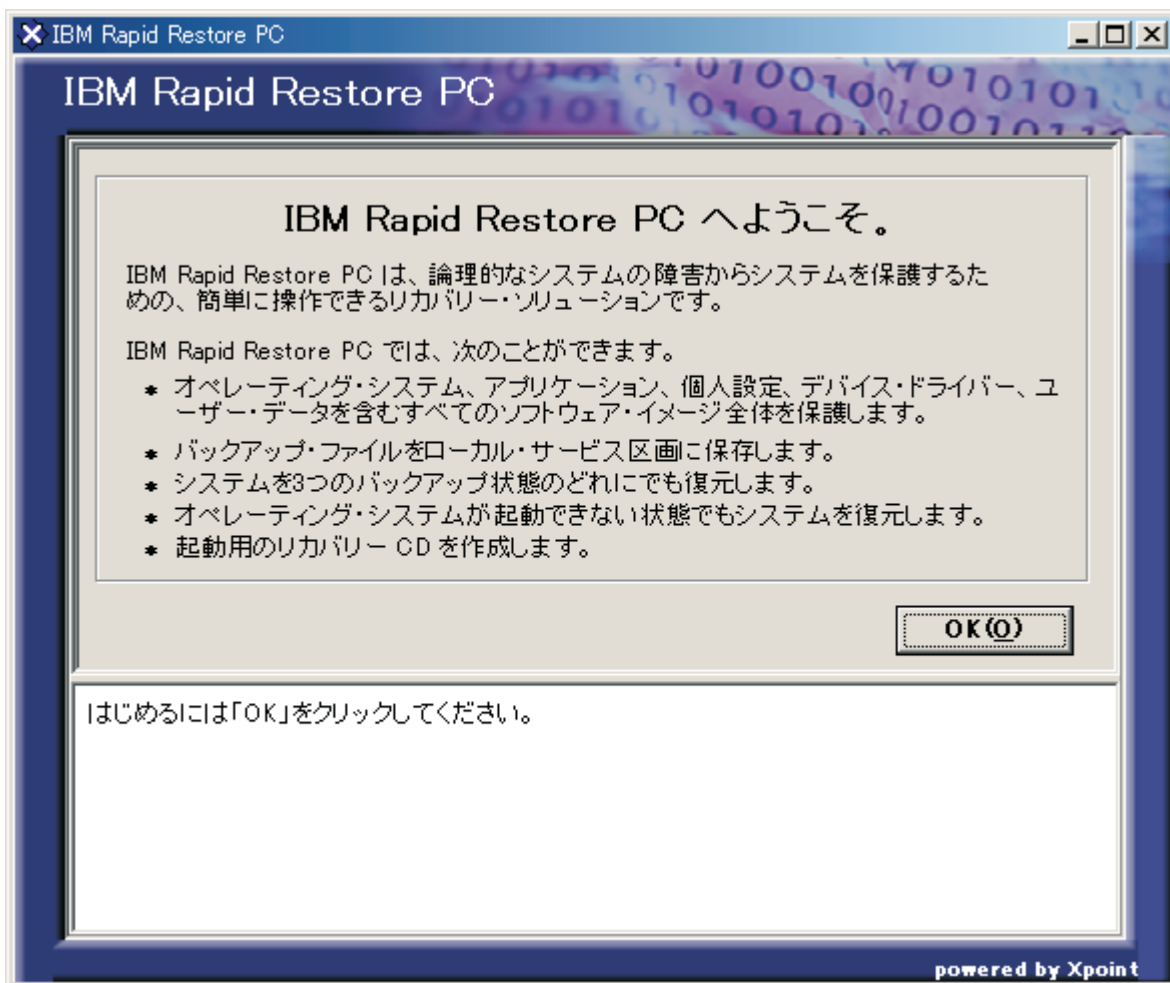 IBM Rapid Restore PC
IBM Rapid Restore PC
IBM Rapid Restore PC へようこそ。
IBM Rapid Restore PC は、論理的なシステムの障害からシステムを保護するた
めの、簡単に操作できるリカバリー・ソリューションです。
IBM Rapid Restore PC では、次のことができます。
* オペレーティング・システム、アプリケーション、個人設定、デバイス・ドライバー、ユ
ーザー・データを含むすべてのソフトウェア・イメージ全体を保護します。
* バックアップ・ファイルをローカル・サービス区画に保存します。
* システムを3つのバックアップ状態のどれにでも復元します。
* オペレーティング・システムが起動できない状態でもシステムを復元します。
* 起動用のリカバリー CD を作成します。
OK(O)
はじめるには「OK」をクリックしてください。
powered by Xpoint